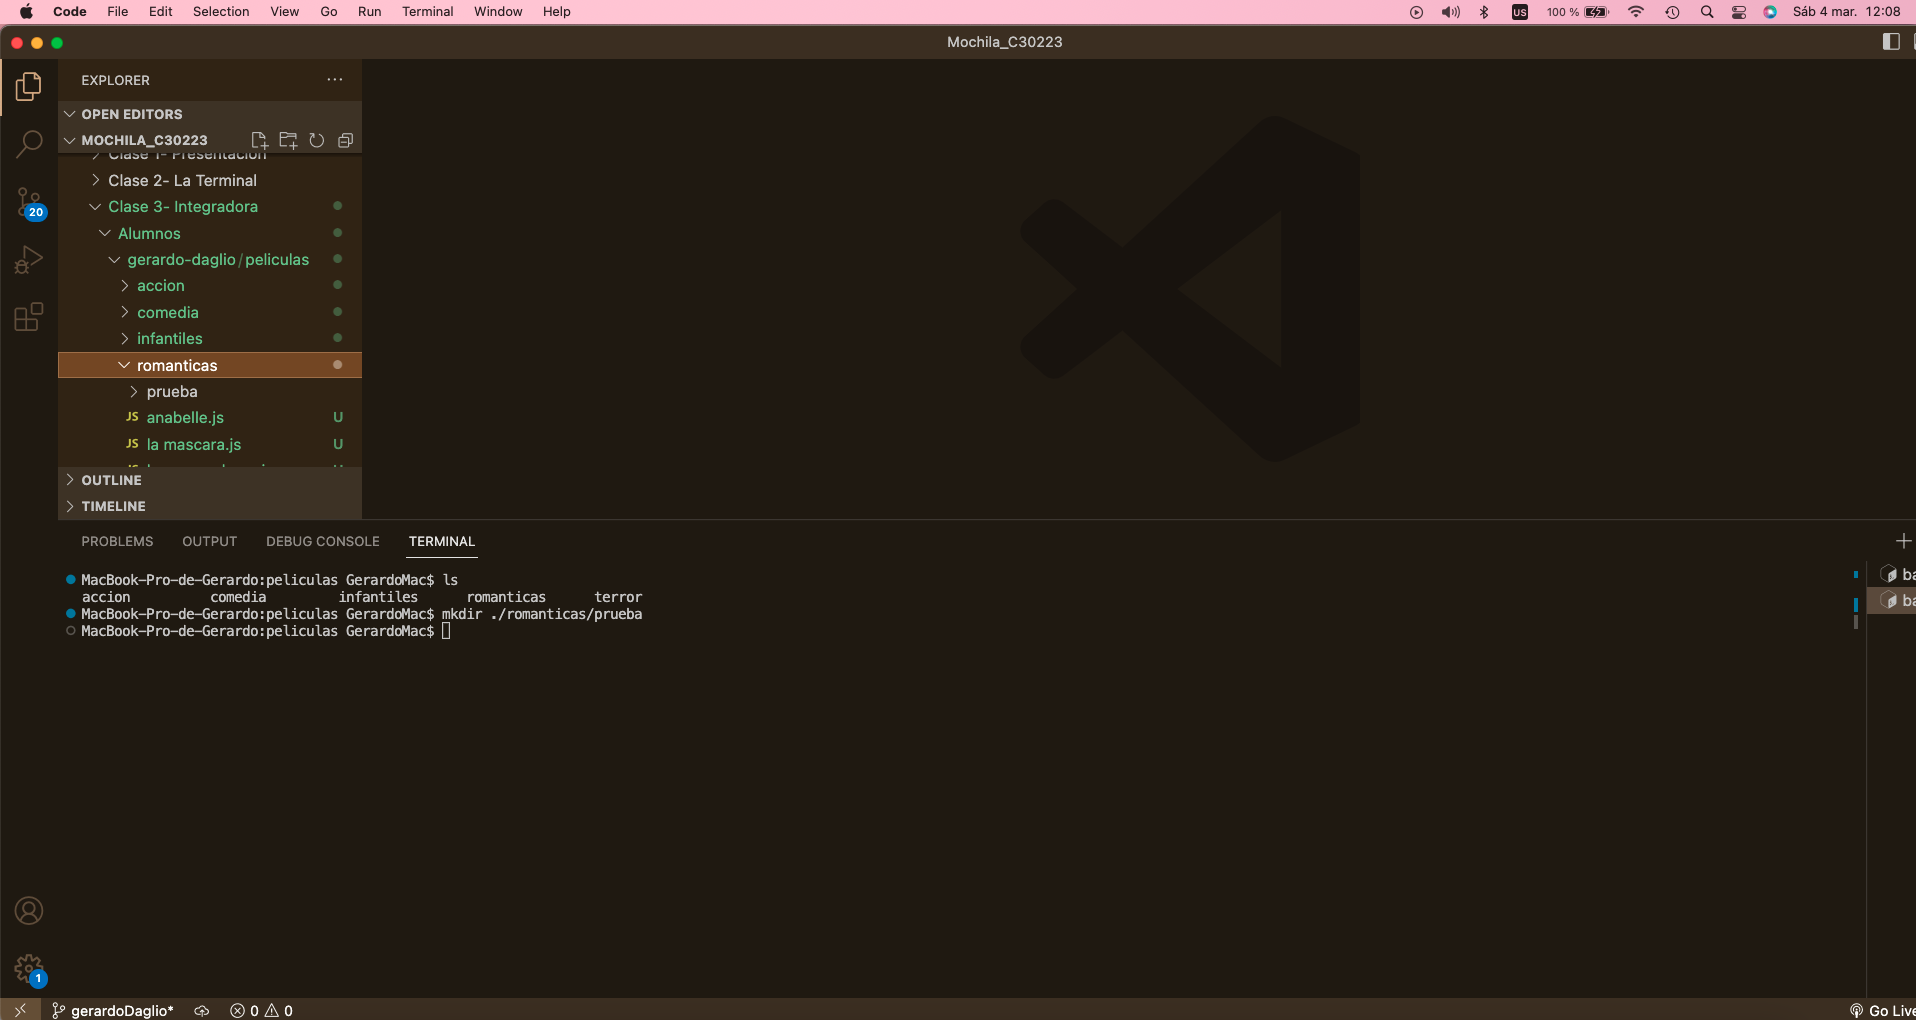 Code File Edit Selection View Go Run Terminal Window Help US 100 % Sáb 4 mar. 12:08
Mochila_C30223
EXPLORER
OPEN EDITORS
MOCHILA_C30223
Clase 1- Presentacion
Clase 2- La Terminal
Clase 3- Integradora
20
Alumnos
gerardo-daglio/peliculas
accion
comedia
infantiles
romanticas
prueba
JS anabelle.js U
JS la mascara.js U
OUTLINE
TIMELINE
PROBLEMS OUTPUT DEBUG CONSOLE TERMINAL
MacBook-Pro-de-Gerardo:peliculas GerardoMac$ ls
accion comedia infantiles romanticas terror
MacBook-Pro-de-Gerardo:peliculas GerardoMac$ mkdir ./romanticas/prueba
MacBook-Pro-de-Gerardo:peliculas GerardoMac$
ba
ba
1
gerardoDaglio* 0 0 Go Live